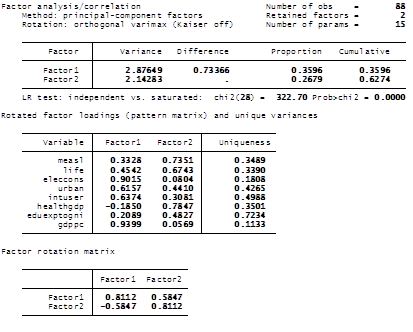 Factor analysis/correlation Number of obs = 88
Method: principal-component factors Retained factors = 2
Rotation: orthogonal varimax (Kaiser off) Number of params = 15
Factor Variance Difference Proportion Cumulative
Factor1 2.87649 0.73366 0.3596 0.3596
Factor2 2.14283 . 0.2679 0.6274
LR test: independent vs. saturated: chi2(28) = 322.70 Prob>chi2 = 0.0000
Rotated factor loadings (pattern matrix) and unique variances
Variable Factor1 Factor2 Uniqueness
measl 0.3328 0.7351 0.3489
life 0.4542 0.6743 0.3390
eleccons 0.9015 0.0804 0.1808
urban 0.6157 0.4410 0.4265
intuser 0.6374 0.3081 0.4988
healthgdp -0.1850 0.7847 0.3501
eduexptogni 0.2089 0.4827 0.7234
gdppc 0.9399 0.0569 0.1133
Factor rotation matrix
Factor1 Factor2
Factor1 0.8112 0.5847
Factor2 -0.5847 0.8112